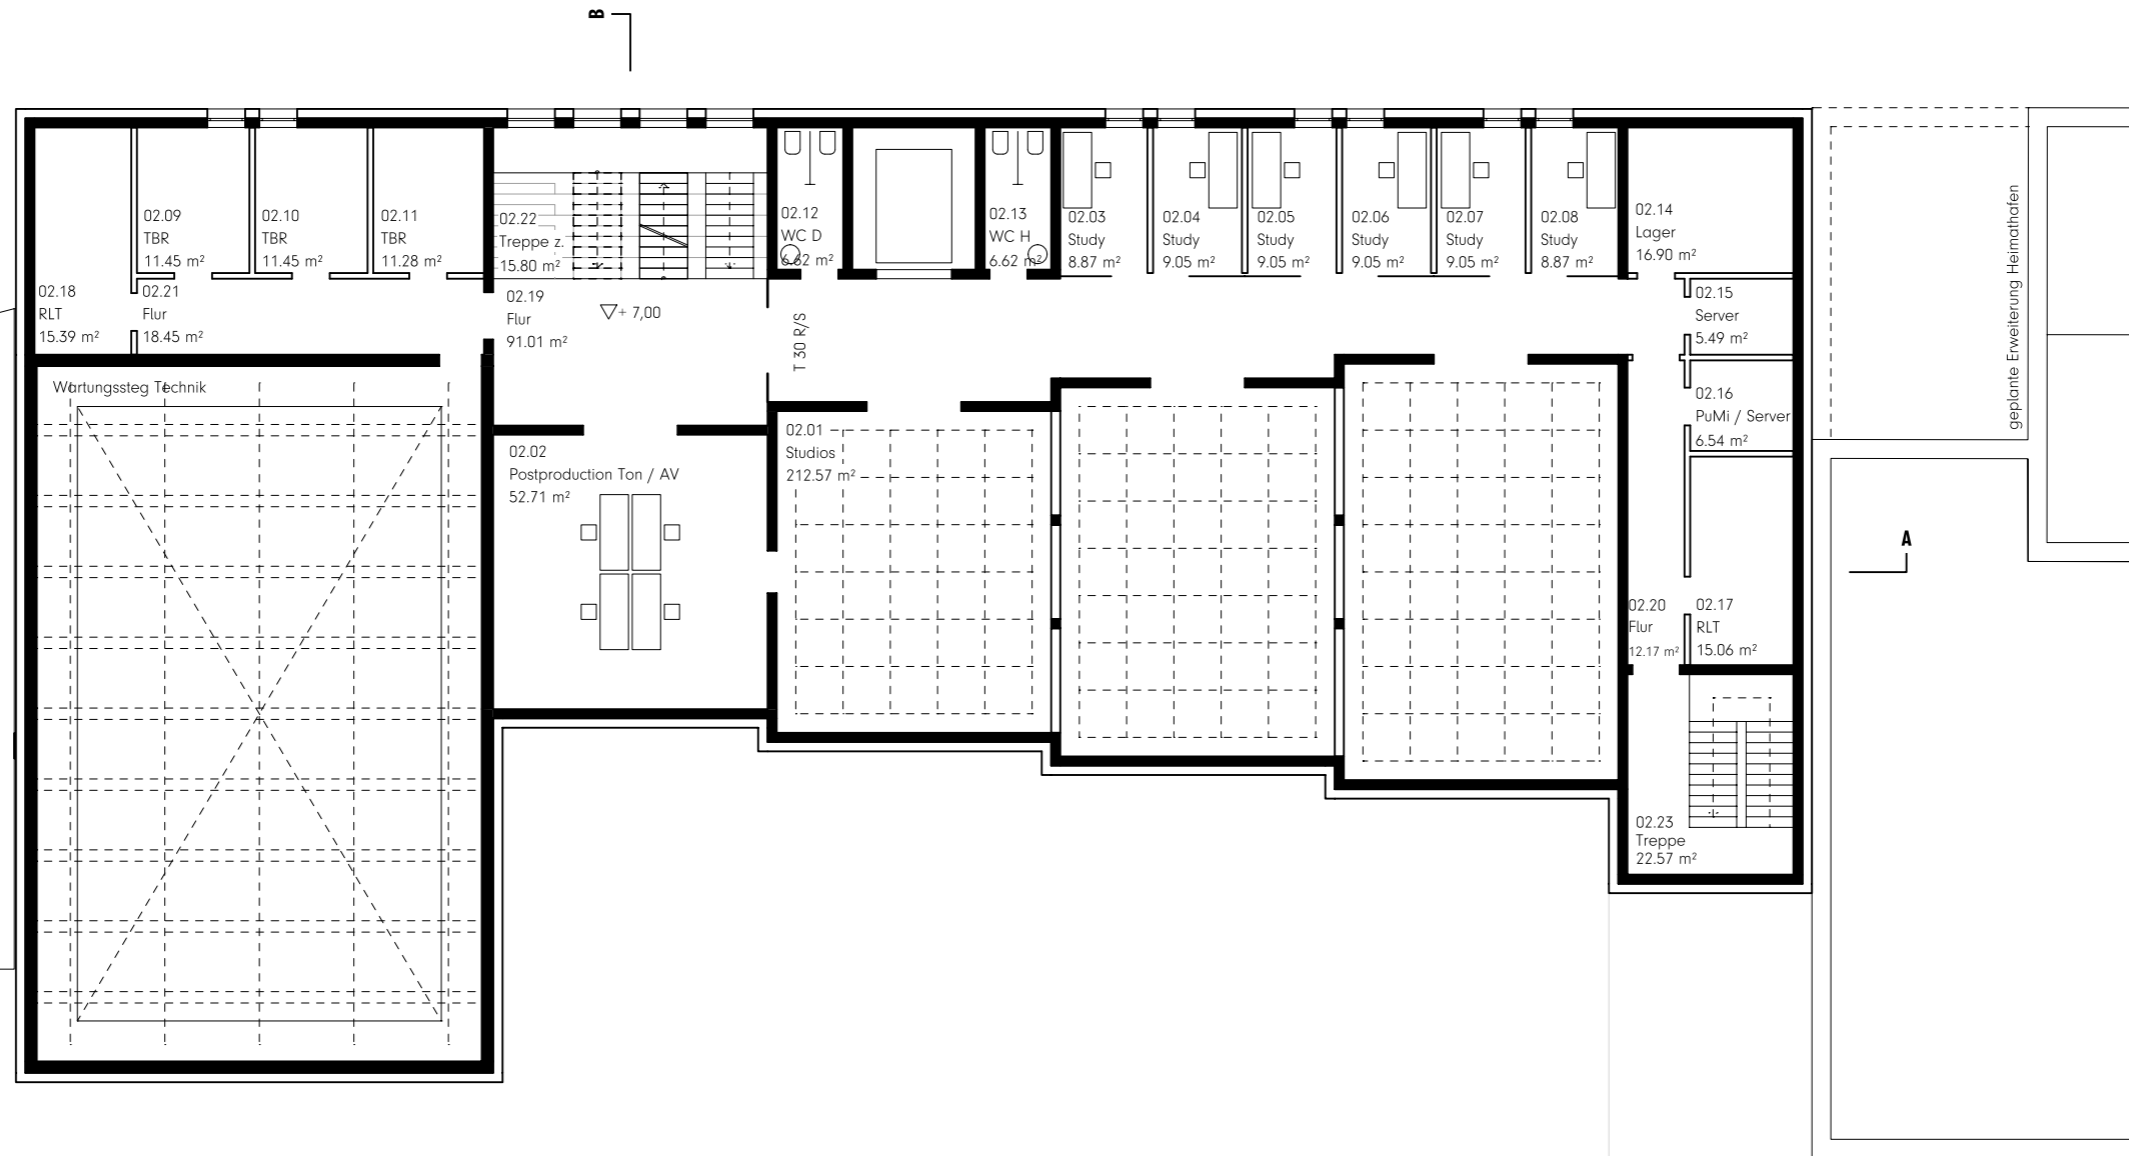 B
02.09
TBR
11.45 m²
02.10
TBR
11.45 m²
02.11
TBR
11.28 m²
02.22
Treppe z.
15.80 m²
02.12
WC D
6.62 m²
02.13
WC H
6.62 m²
02.03
Study
8.87 m²
02.04
Study
9.05 m²
02.05
Study
9.05 m²
02.06
Study
9.05 m²
02.07
Study
9.05 m²
02.08
Study
8.87 m²
02.14
Lager
16.90 m²
geplante Erweiterung Heimathafen
02.18
RLT
15.39 m²
02.21
Flur
18.45 m²
02.19
Flur
91.01 m²
+ 7,00
T 30 R/S
02.15
Server
5.49 m²
02.16
PuMi / Server
6.54 m²
Wartungssteg Technik
02.02
Postproduction Ton / AV
52.71 m²
02.01
Studios
212.57 m²
A
02.20
Flur
12.17 m²
02.17
RLT
15.06 m²
02.23
Treppe
22.57 m²